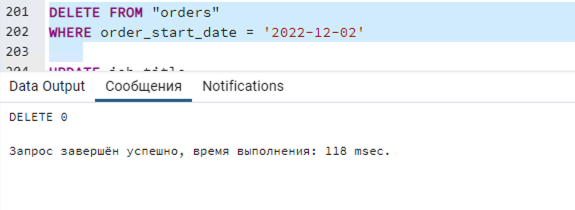 201 DELETE FROM "orders"
202 WHERE order_start_date = '2022-12-02'
203
204 UPDATE job_title
Data Output Сообщения Notifications
DELETE 0
Запрос завершён успешно, время выполнения: 118 msec.